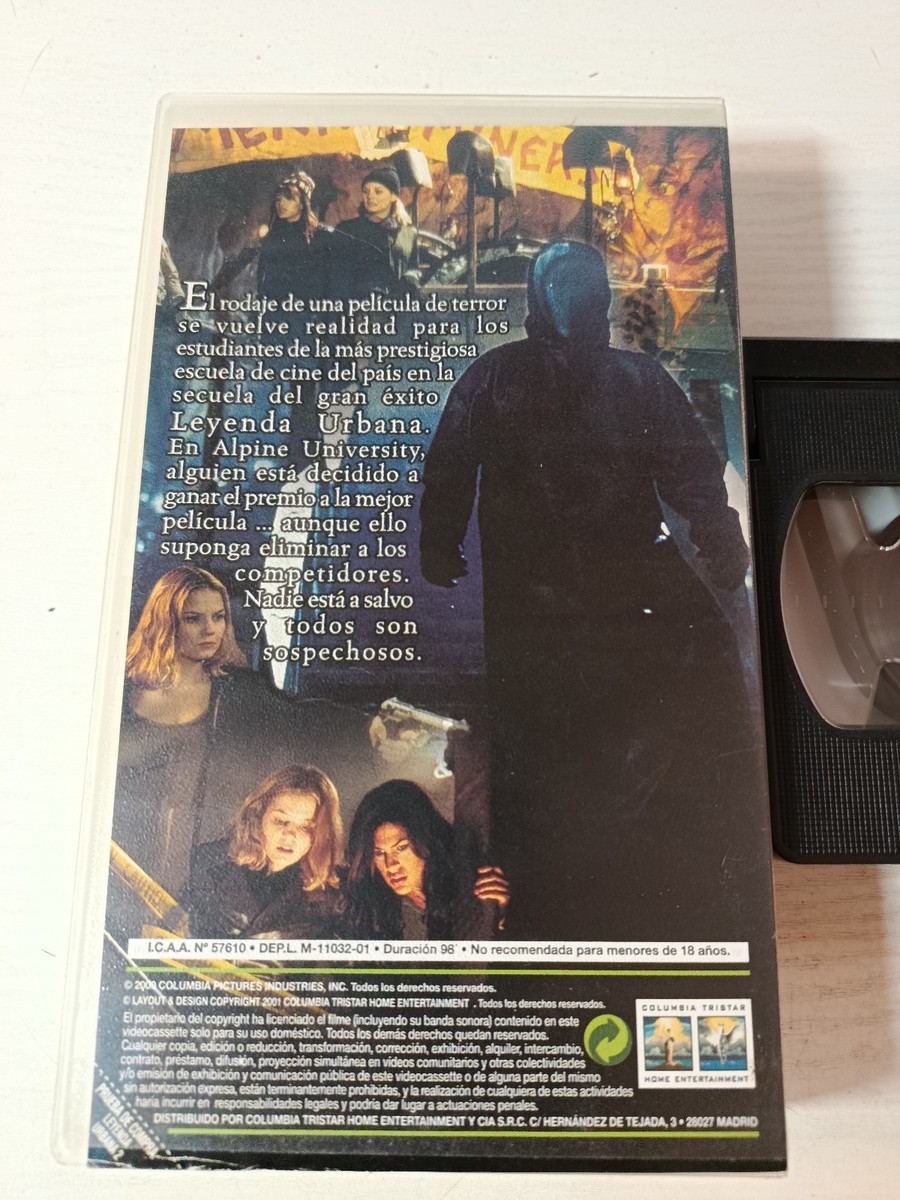 El rodaje de una película de terror
se vuelve realidad para los
estudiantes de la más prestigiosa
escuela de cine del país en la
secuela del gran éxito
Leyenda Urbana.
En Alpine University,
alguien está decidido a
ganar el premio a la mejor
película ... aunque ello
suponga eliminar a los
competidores.
Nadie está a salvo
y todos son
sospechosos.
I.C.A.A. Nº 57610 • DEP.L. M-11032-01 • Duración 98' • No recomendada para menores de 18 años.
© 2000 COLUMBIA PICTURES INDUSTRIES, INC. Todos los derechos reservados.
© LAYOUT & DESIGN COPYRIGHT 2001 COLUMBIA TRISTAR HOME ENTERTAINMENT . Todos los derechos reservados.
El propietario del copyright ha licenciado el filme (incluyendo su banda sonora) contenido en este
videocassette solo para su uso doméstico. Todos los demás derechos quedan reservados.
Cualquier copia, edición o reducción, transformación, corrección, exhibición, alquiler, intercambio,
contrato, préstamo, difusión, proyección simultánea en videos comunitarios y otras colectividades
y/o emisión de exhibición y comunicación pública de este videocassette o de alguna parte del mismo
sin autorización expresa, están terminantemente prohibidas, y la realización de cualquiera de estas actividades
haría incurrir en responsabilidades legales y podría dar lugar a actuaciones penales.
DISTRIBUIDO POR COLUMBIA TRISTAR HOME ENTERTAINMENT Y CIA S.R.C. C/ HERNÁNDEZ DE TEJADA, 3 • 28027 MADRID
COLUMBIA TRISTAR
HOME ENTERTAINMENT
PRUEBA DE COMPRA
LEYENDA
URBANA 2